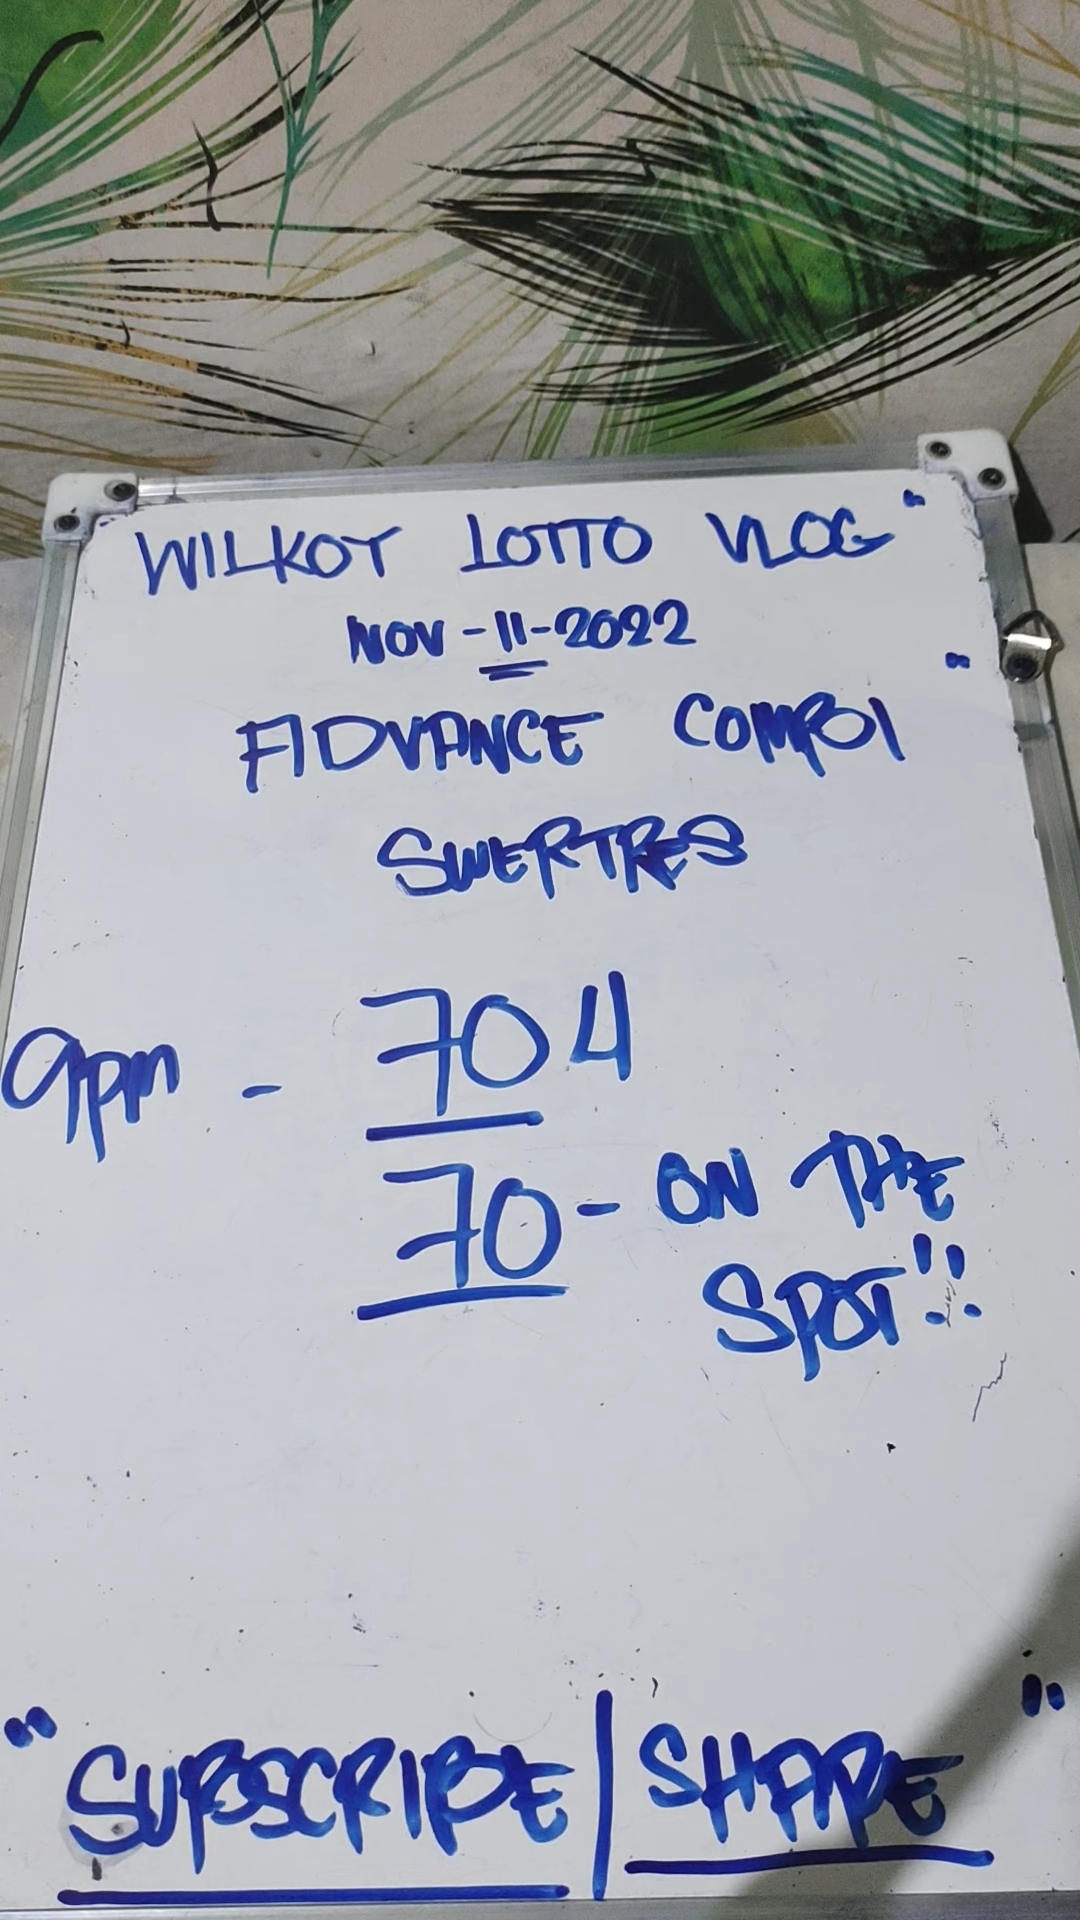 WILKOT LOTTO VLOG"
NOV-11-2022
ADVANCE COMBI"
SWERTRES
9pm - 704
70 - ON THE
SPOT!!
"SUBSCRIBE | SHARE"